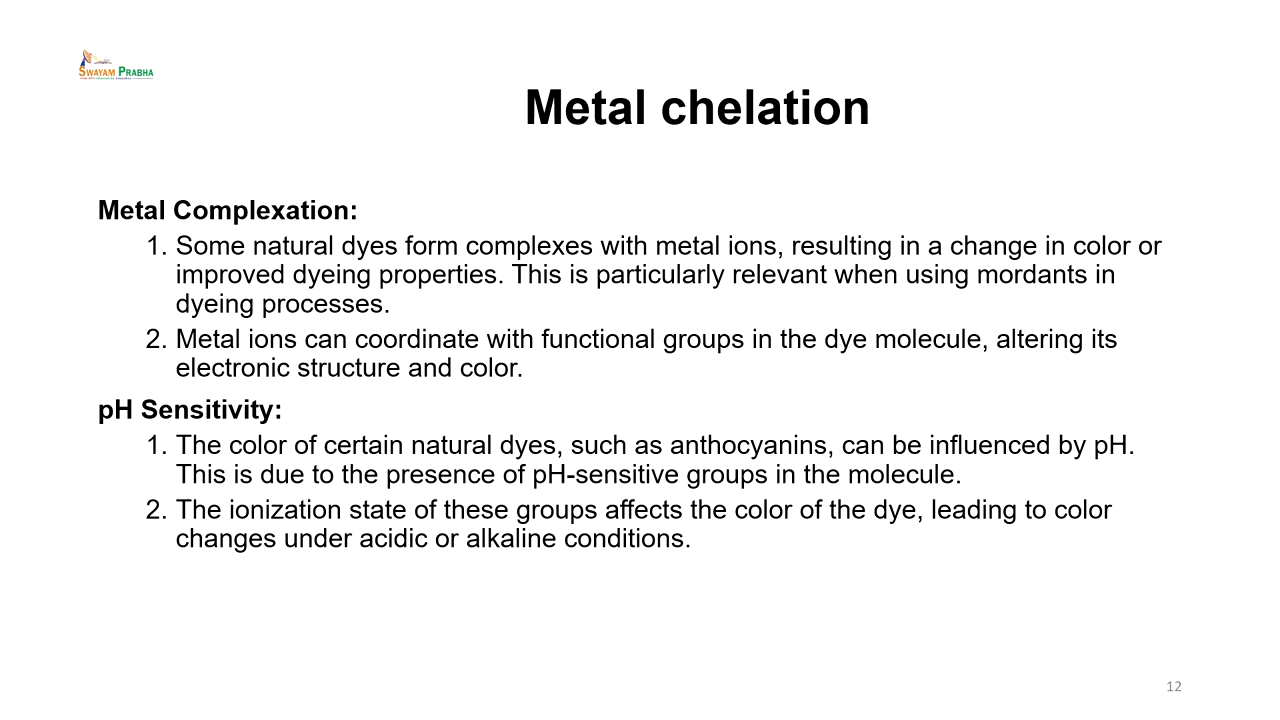 SWAYAM PRABHA
Metal chelation
Metal Complexation:
1. Some natural dyes form complexes with metal ions, resulting in a change in color or
improved dyeing properties. This is particularly relevant when using mordants in
dyeing processes.
2. Metal ions can coordinate with functional groups in the dye molecule, altering its
electronic structure and color.
pH Sensitivity:
1. The color of certain natural dyes, such as anthocyanins, can be influenced by pH.
This is due to the presence of pH-sensitive groups in the molecule.
2. The ionization state of these groups affects the color of the dye, leading to color
changes under acidic or alkaline conditions.
12